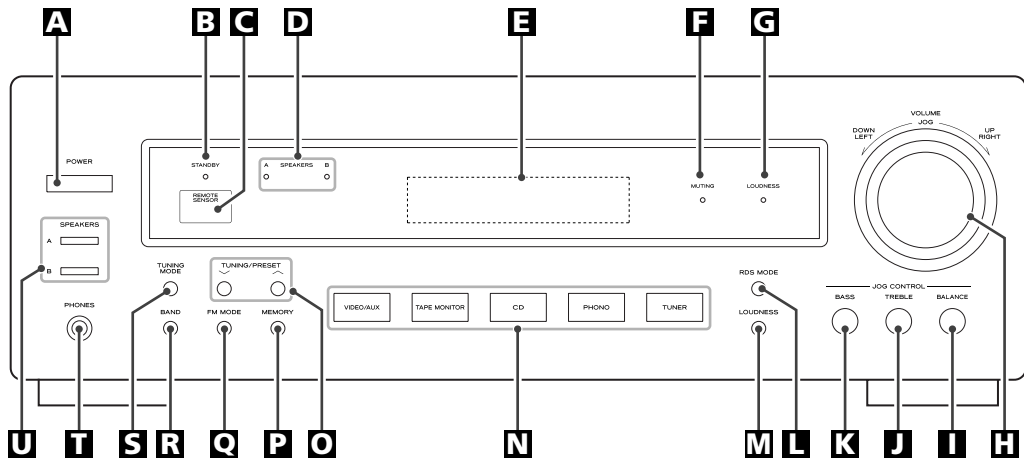 A B C D E F G
VOLUME
JOG
DOWN LEFT
UP RIGHT
POWER
STANDBY
A SPEAKERS B
REMOTE SENSOR
MUTING
LOUDNESS
SPEAKERS
A
B
TUNING MODE
TUNING/PRESET
RDS MODE
JOG CONTROL
BASS TREBLE BALANCE
PHONES
BAND
FM MODE
MEMORY
VIDEO/AUX
TAPE MONITOR
CD
PHONO
TUNER
LOUDNESS
U T S R Q P O N M L K J I H